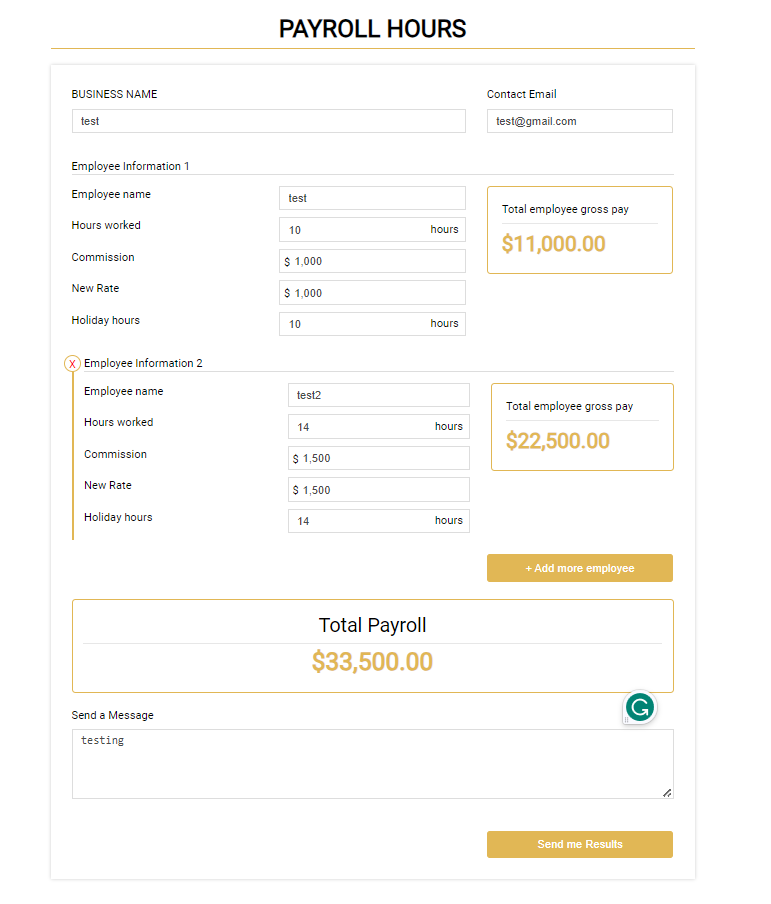 PAYROLL HOURS
BUSINESS NAME
Contact Email
test
test@gmail.com
Employee Information 1
Employee name
test
Hours worked
10 hours
Commission
$ 1,000
New Rate
$ 1,000
Holiday hours
10 hours
Total employee gross pay
$11,000.00
X Employee Information 2
Employee name
test2
Hours worked
14 hours
Commission
$ 1,500
New Rate
$ 1,500
Holiday hours
14 hours
Total employee gross pay
$22,500.00
+ Add more employee
Total Payroll
$33,500.00
Send a Message
G
testing
Send me Results